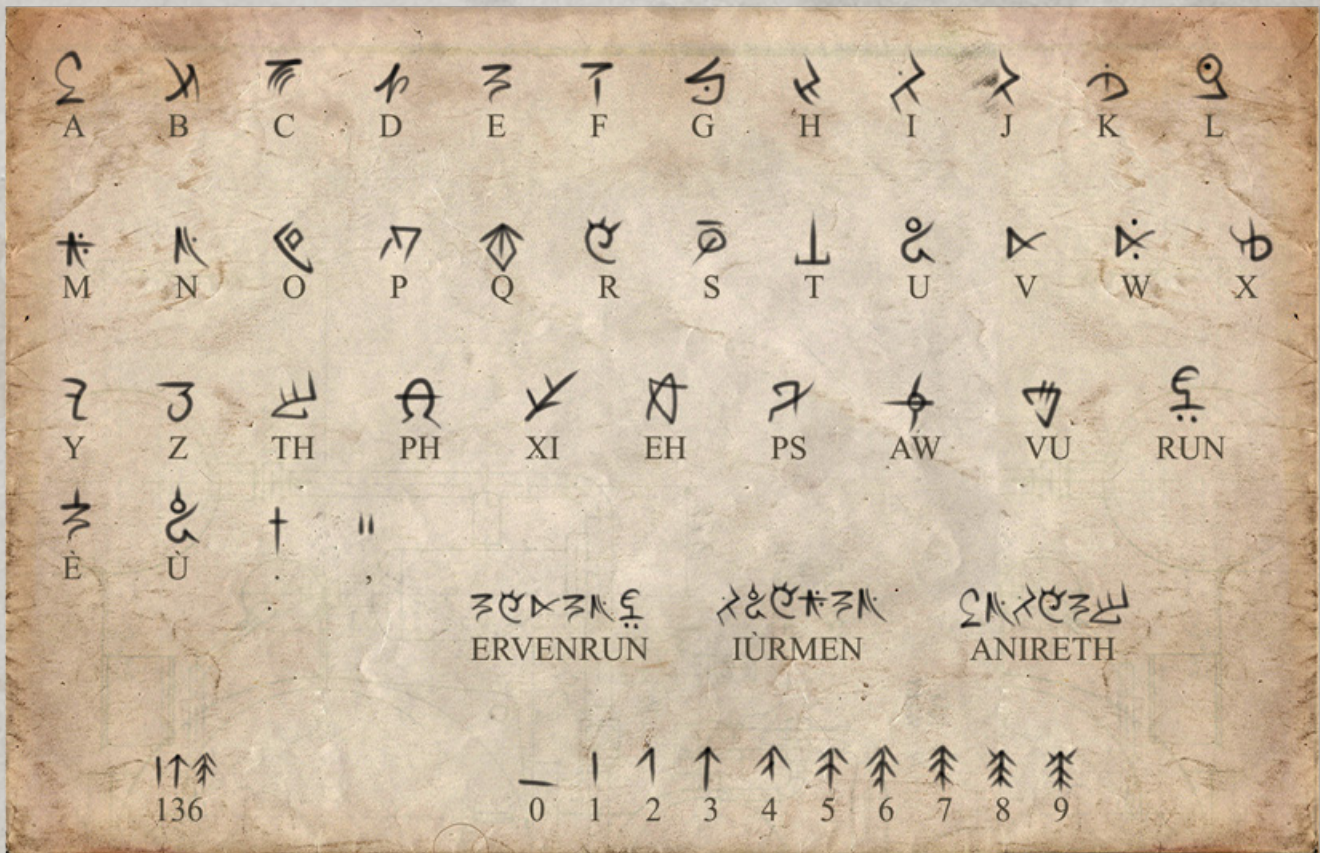 A B C D E F G H I J K L
M N O P Q R S T U V W X
Y Z TH PH XI EH PS AW VU RUN
È Ù . ,
ERVENRUN IÙRMEN ANIRETH
136 0 1 2 3 4 5 6 7 8 9